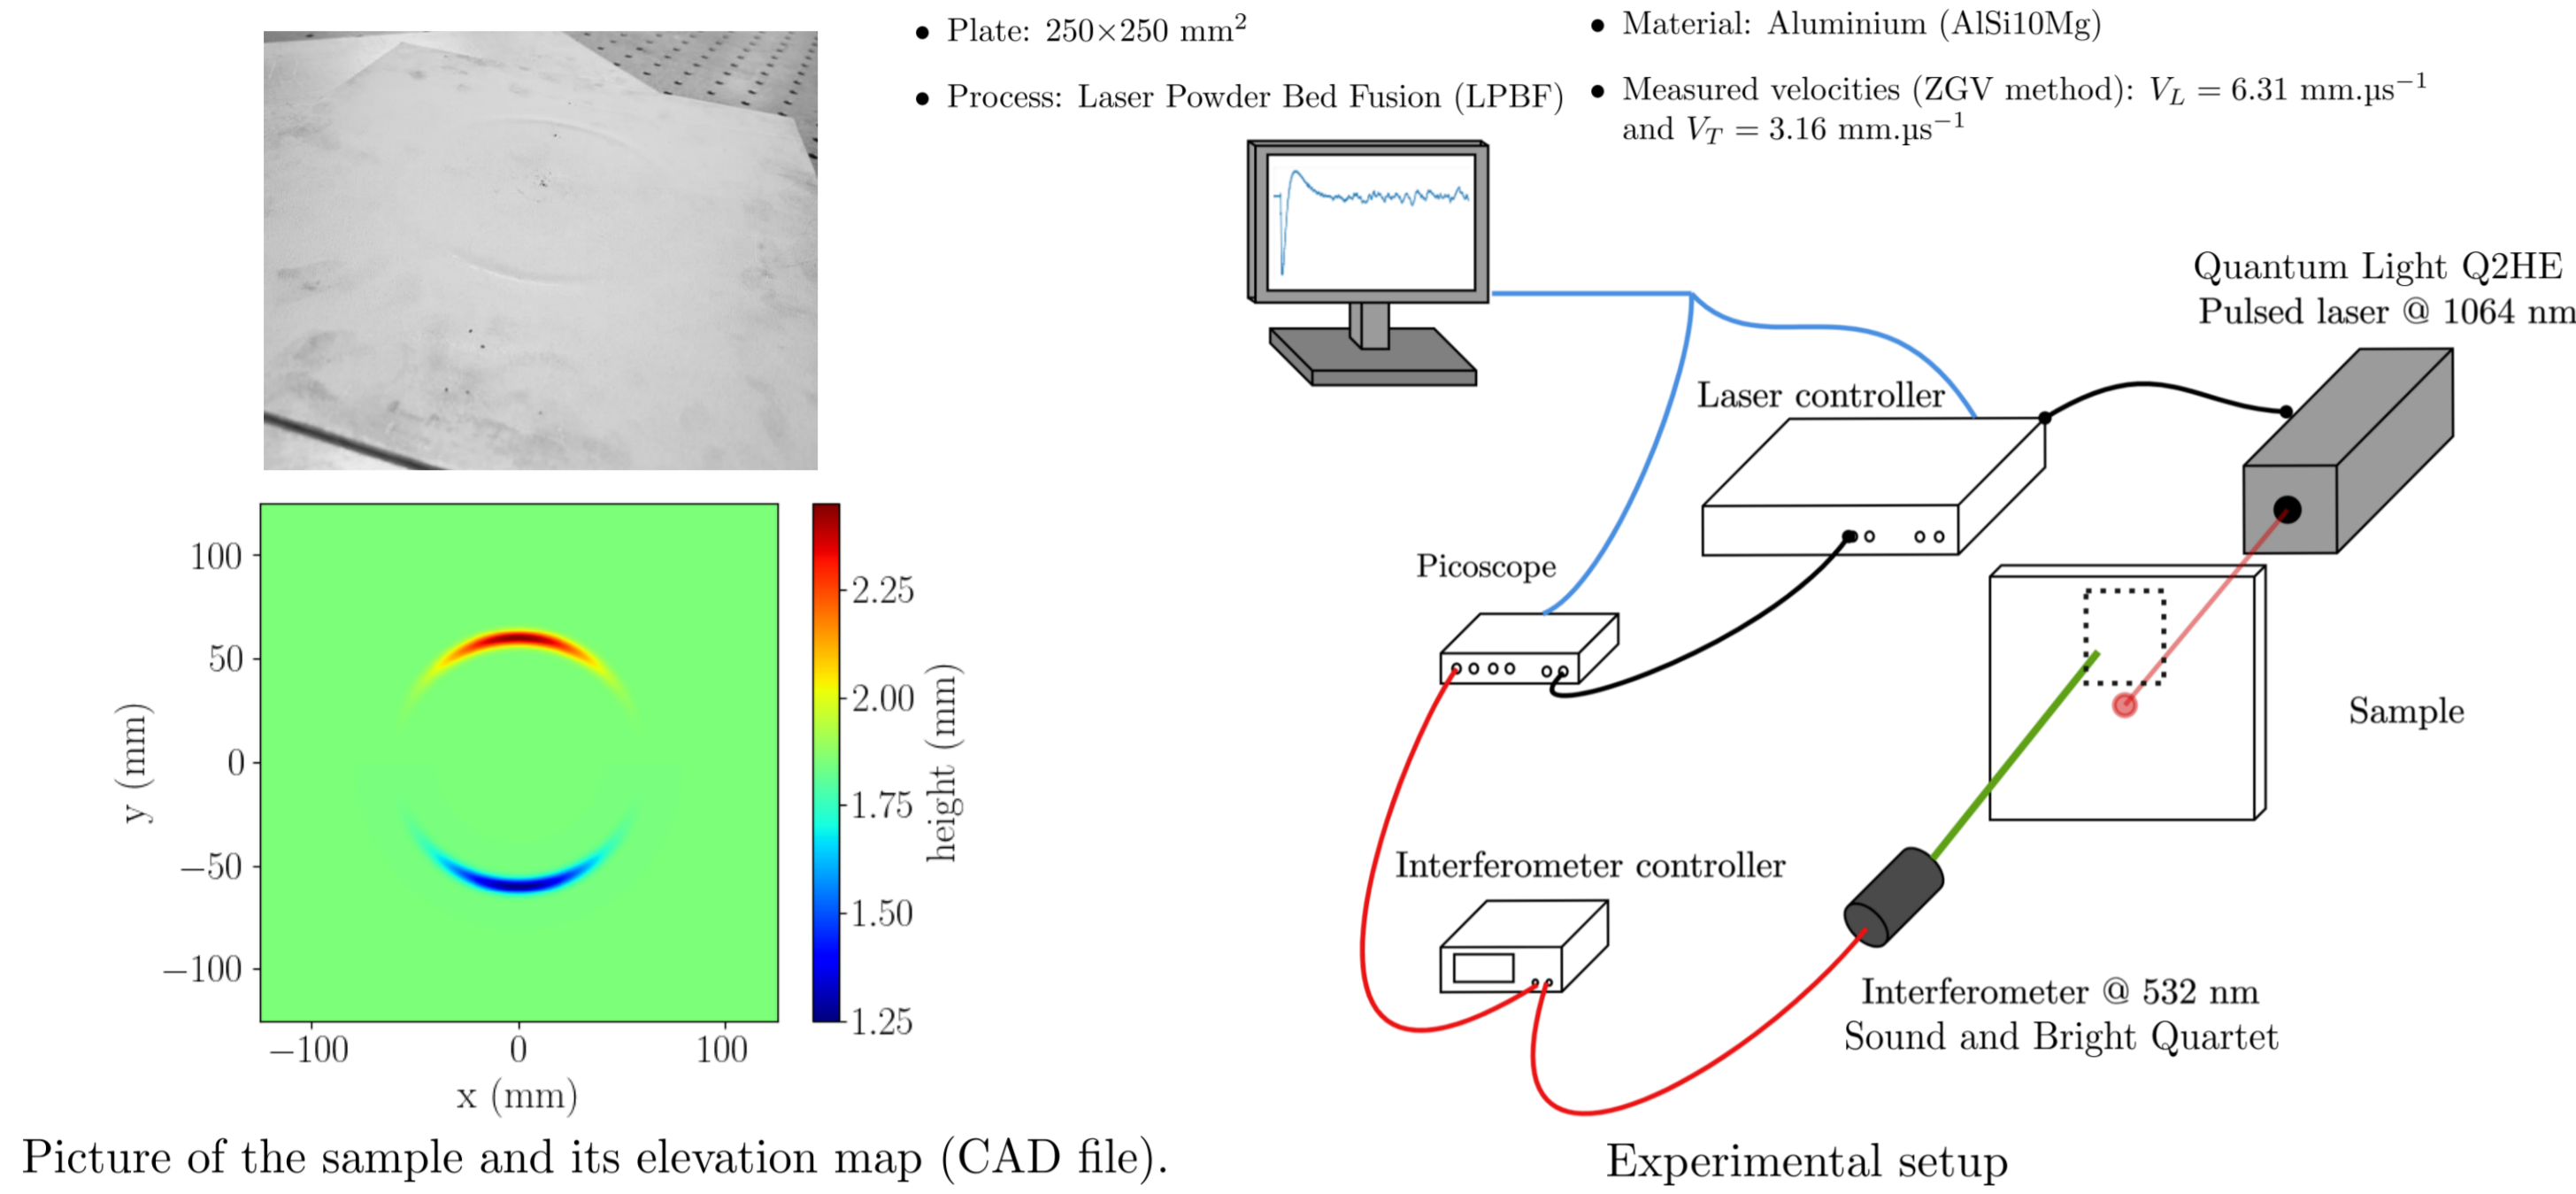 • Plate: 250×250 mm²
• Process: Laser Powder Bed Fusion (LPBF)
• Material: Aluminium (AlSi10Mg)
• Measured velocities (ZGV method): V_L = 6.31 mm.µs⁻¹
and V_T = 3.16 mm.µs⁻¹
Quantum Light Q2HE
Pulsed laser @ 1064 nm
Laser controller
Picoscope
Sample
Interferometer controller
Interferometer @ 532 nm
Sound and Bright Quartet
100
50
0
−50
−100
y (mm)
−100 0 100
x (mm)
2.25
2.00
1.75
1.50
1.25
height (mm)
Picture of the sample and its elevation map (CAD file).
Experimental setup